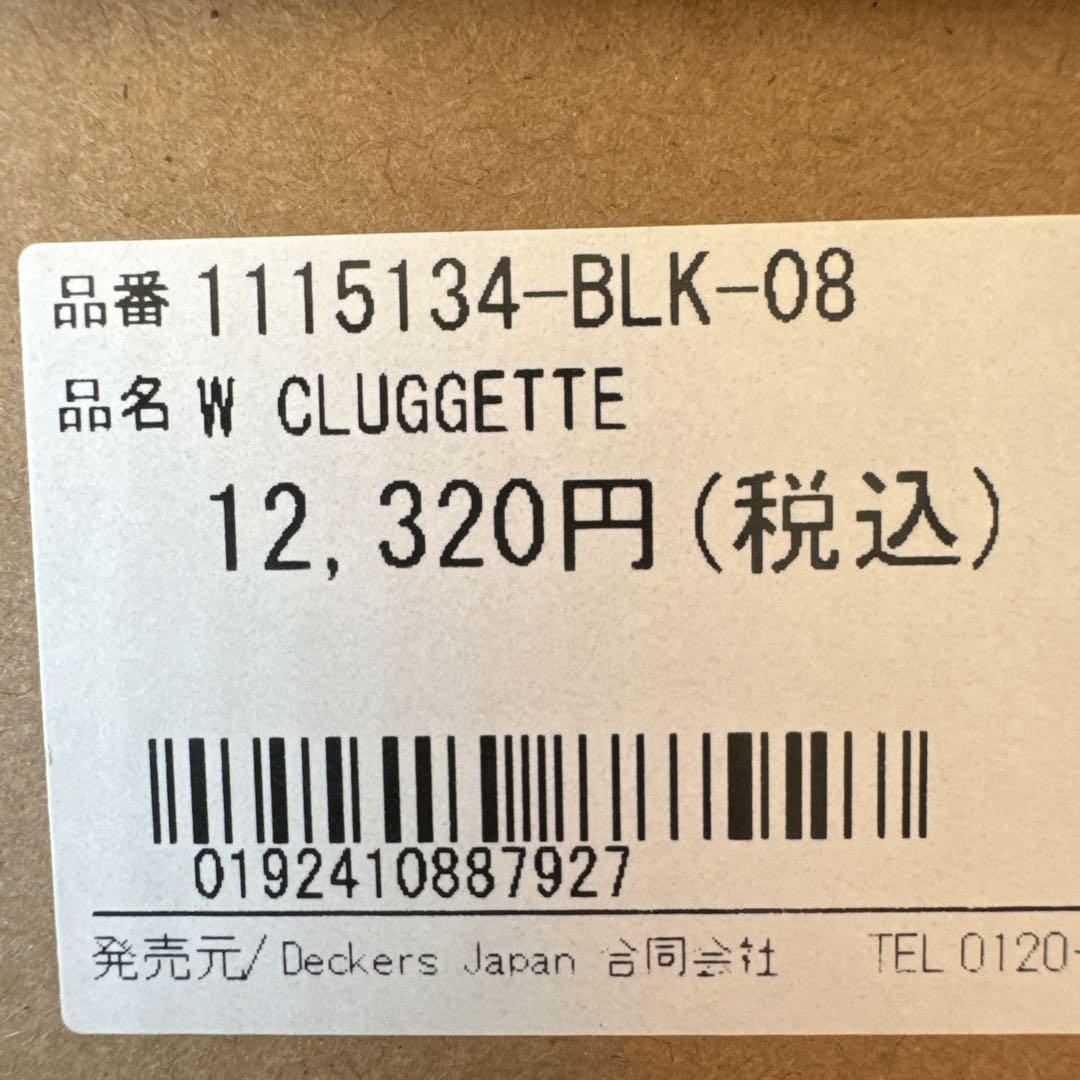 品番 1115134-BLK-08
品名 W CLUGGETTE
12,320円(税込)
0192410887927
発売元/ Deckers Japan 合同会社 TEL 0120-